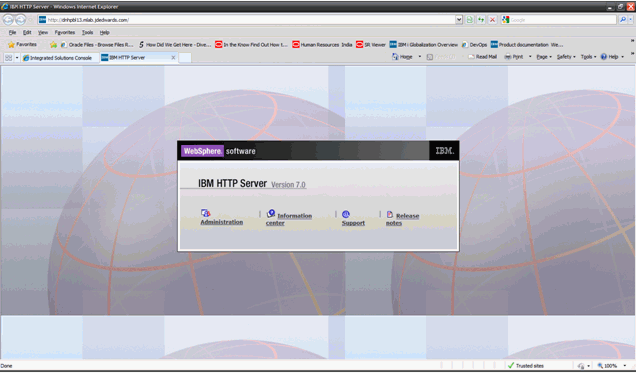 IBM HTTP Server - Windows Internet Explorer
http://dnhpbl13.mlab.jdedwards.com/
Google
File Edit View Favorites Tools Help
Favorites Oracle Files - Browse Files R... How Did We Get Here - Dive... In the Know Find Out How t... Human Resources India SR Viewer IBM i Globalization Overview DevOps Product documentation We...
Integrated Solutions Console IBM HTTP Server X Home Read Mail Print Page Safety Tools Help
WebSphere. software IBM.
IBM HTTP Server Version 7.0
Administration Information center Support Release notes
Done Trusted sites 100%